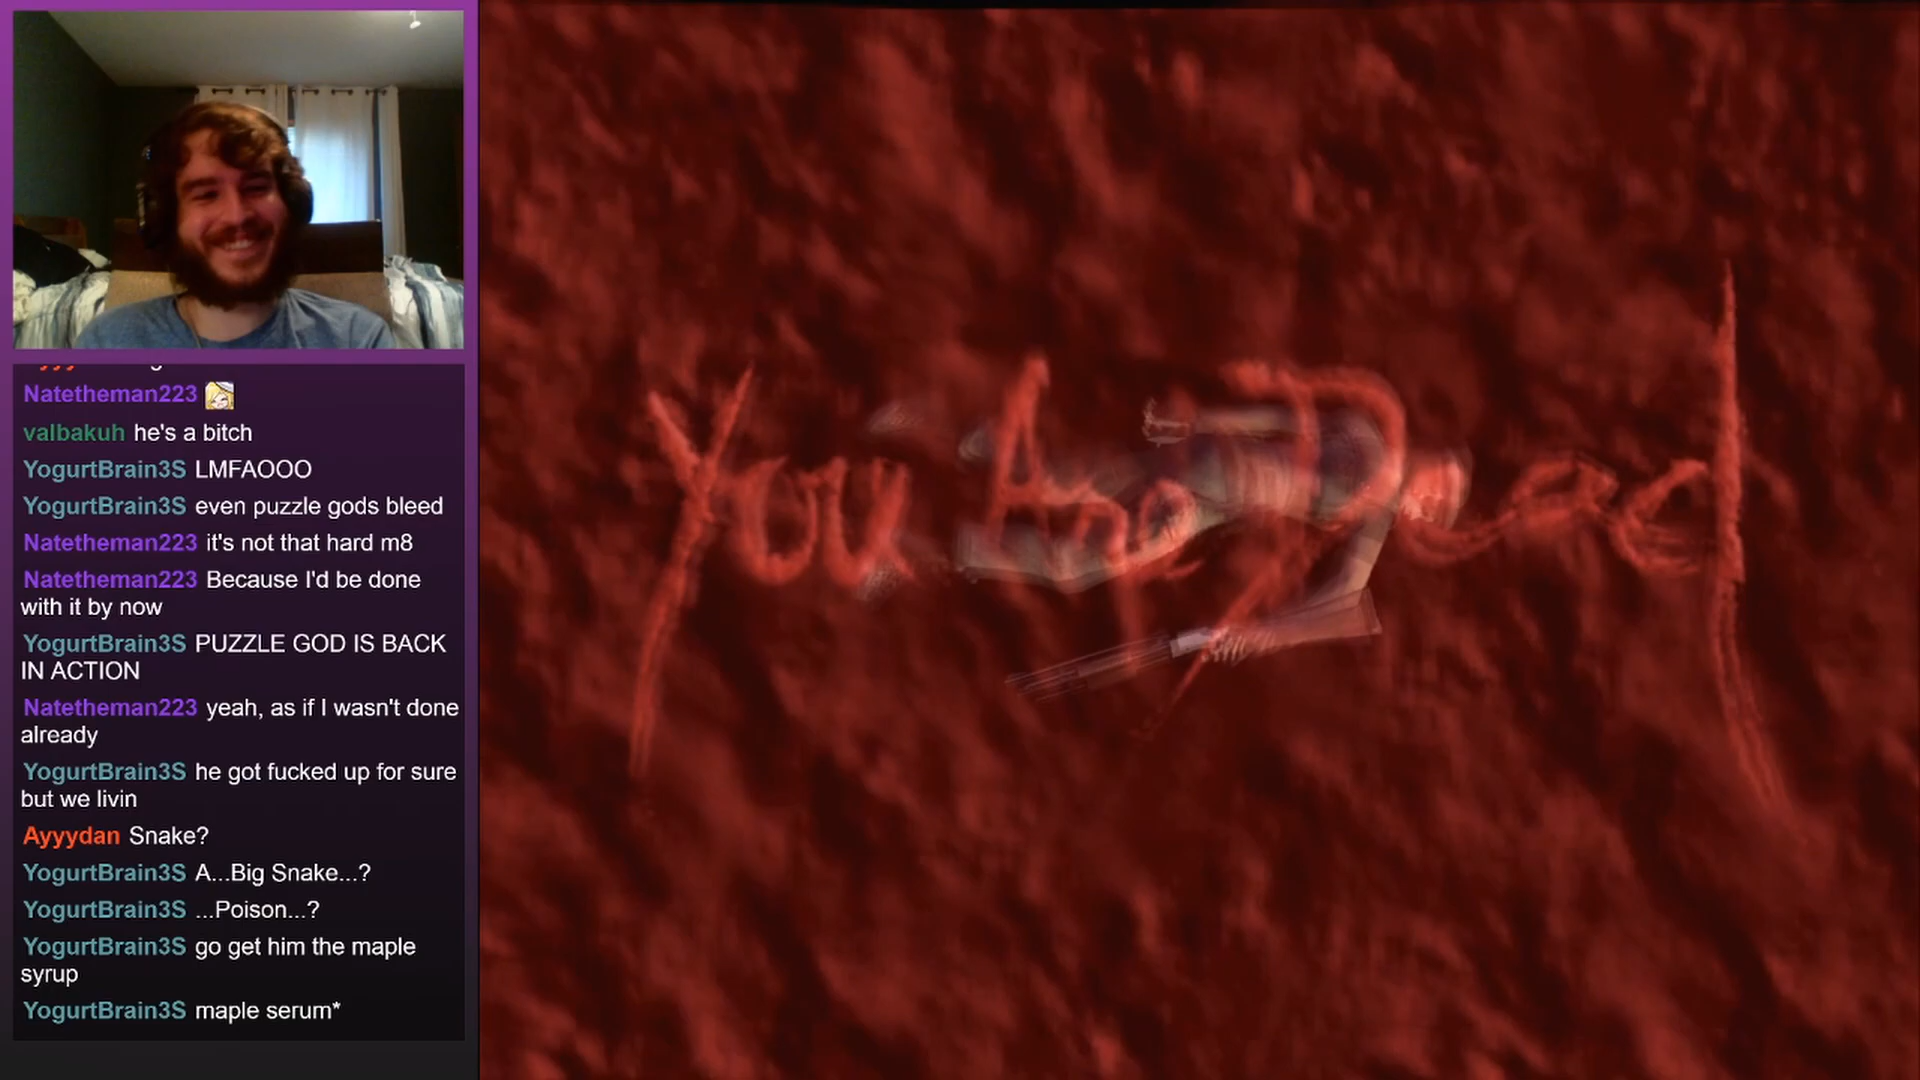 Natetheman223
valbakuh he's a bitch
YogurtBrain3S LMFAOOO
YogurtBrain3S even puzzle gods bleed
Natetheman223 it's not that hard m8
Natetheman223 Because I'd be done
with it by now
YogurtBrain3S PUZZLE GOD IS BACK
IN ACTION
Natetheman223 yeah, as if I wasn't done
already
YogurtBrain3S he got fucked up for sure
but we livin
Ayyydan Snake?
YogurtBrain3S A...Big Snake...?
YogurtBrain3S ...Poison...?
YogurtBrain3S go get him the maple
syrup
YogurtBrain3S maple serum*
You Are Dead